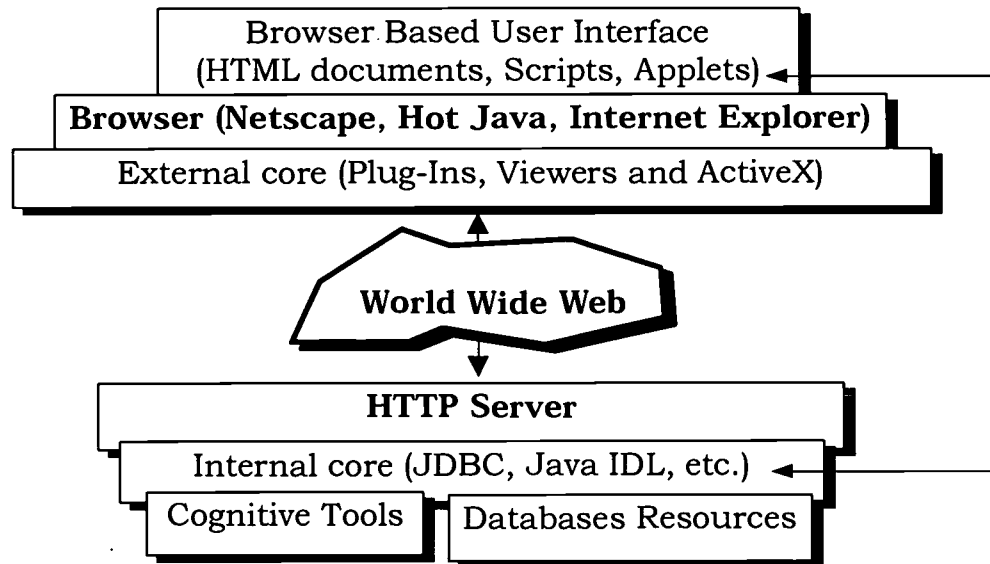 Browser Based User Interface
(HTML documents, Scripts, Applets)
Browser (Netscape, Hot Java, Internet Explorer)
External core (Plug-Ins, Viewers and ActiveX)
World Wide Web
HTTP Server
Internal core (JDBC, Java IDL, etc.)
Cognitive Tools
Databases Resources